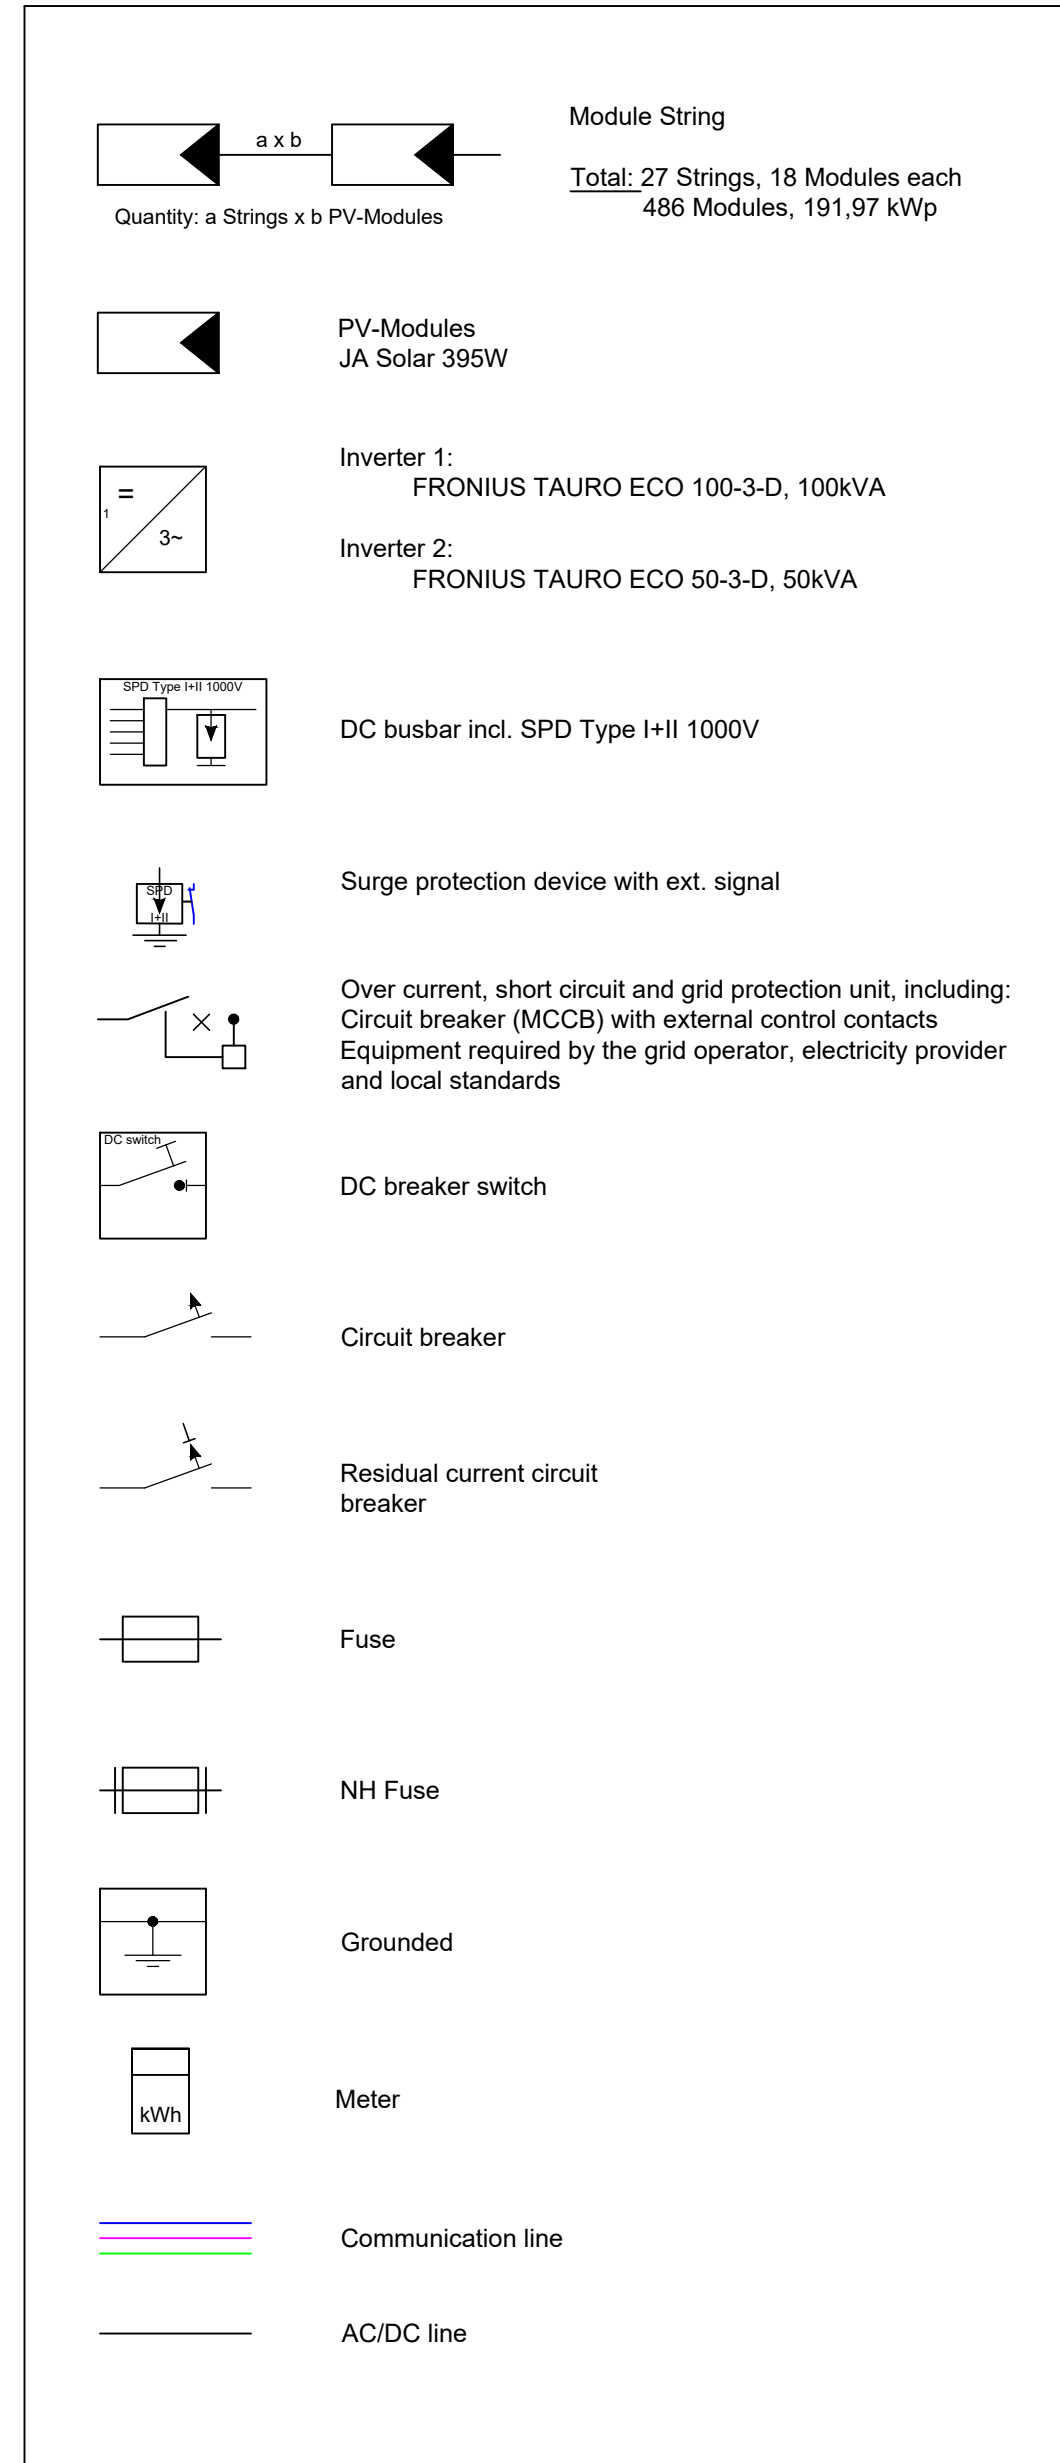 Module String
a x b
Total: 27 Strings, 18 Modules each
486 Modules, 191,97 kWp
Quantity: a Strings x b PV-Modules
PV-Modules
JA Solar 395W
Inverter 1:
FRONIUS TAURO ECO 100-3-D, 100kVA
=
1
3~
Inverter 2:
FRONIUS TAURO ECO 50-3-D, 50kVA
SPD Type I+II 1000V
DC busbar incl. SPD Type I+II 1000V
Surge protection device with ext. signal
SPD
I+II
Over current, short circuit and grid protection unit, including:
Circuit breaker (MCCB) with external control contacts
Equipment required by the grid operator, electricity provider
and local standards
DC switch
DC breaker switch
Circuit breaker
Residual current circuit
breaker
Fuse
NH Fuse
Grounded
Meter
kWh
Communication line
AC/DC line